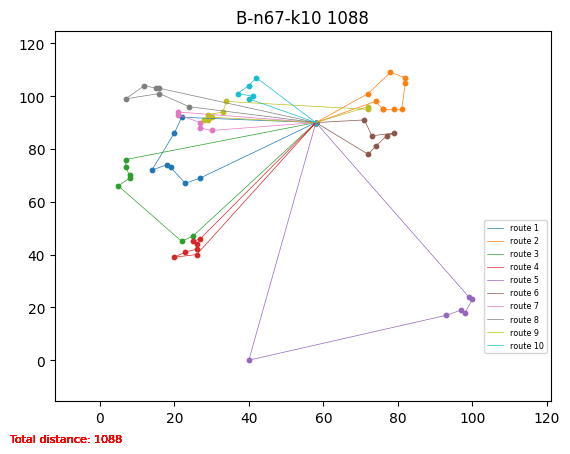 B-n67-k10 1088
120
100
80
60
40
20
0
0 20 40 60 80 100 120
route 1
route 2
route 3
route 4
route 5
route 6
route 7
route 8
route 9
route 10
Total distance: 1088